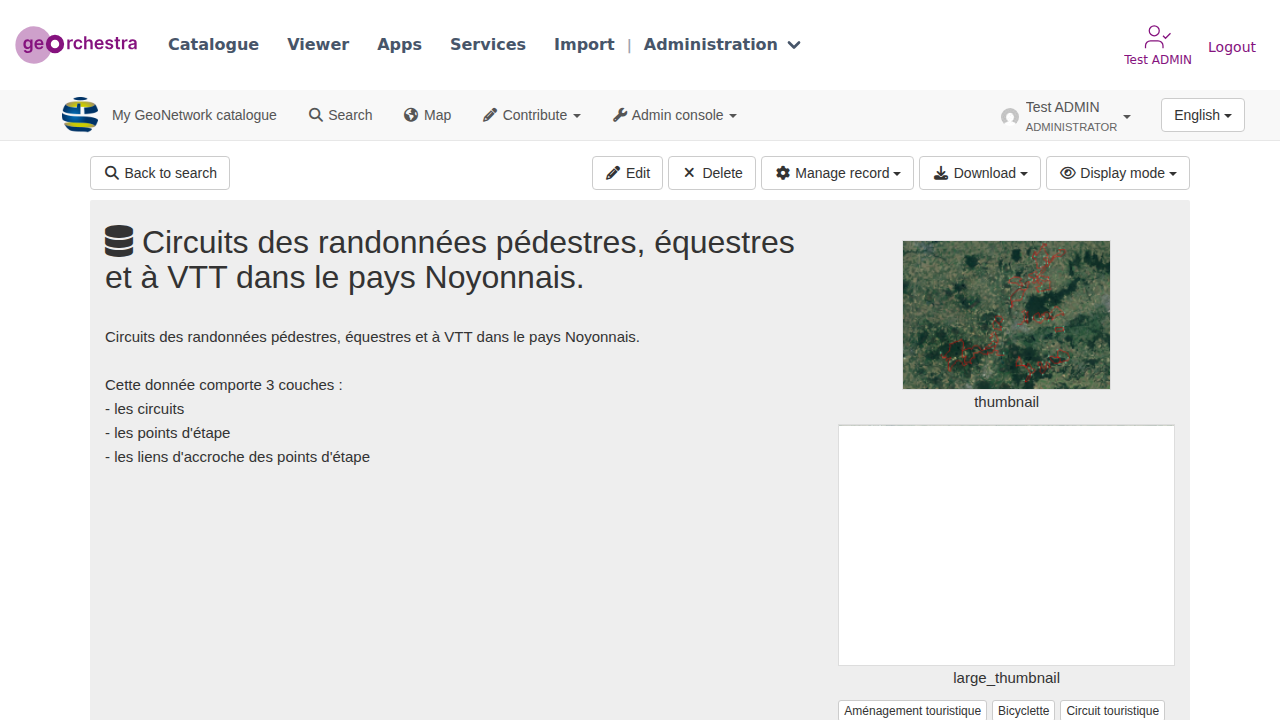 geOrchestra Catalogue Viewer Apps Services Import | Administration
Test ADMIN
Logout
My GeoNetwork catalogue Search Map Contribute Admin console
Test ADMIN
ADMINISTRATOR
English
Back to search Edit Delete Manage record Download Display mode
Circuits des randonnées pédestres, équestres
et à VTT dans le pays Noyonnais.
Circuits des randonnées pédestres, équestres et à VTT dans le pays Noyonnais.
Cette donnée comporte 3 couches :
- les circuits
- les points d'étape
- les liens d'accroche des points d'étape
thumbnail
large_thumbnail
Aménagement touristique Bicyclette Circuit touristique